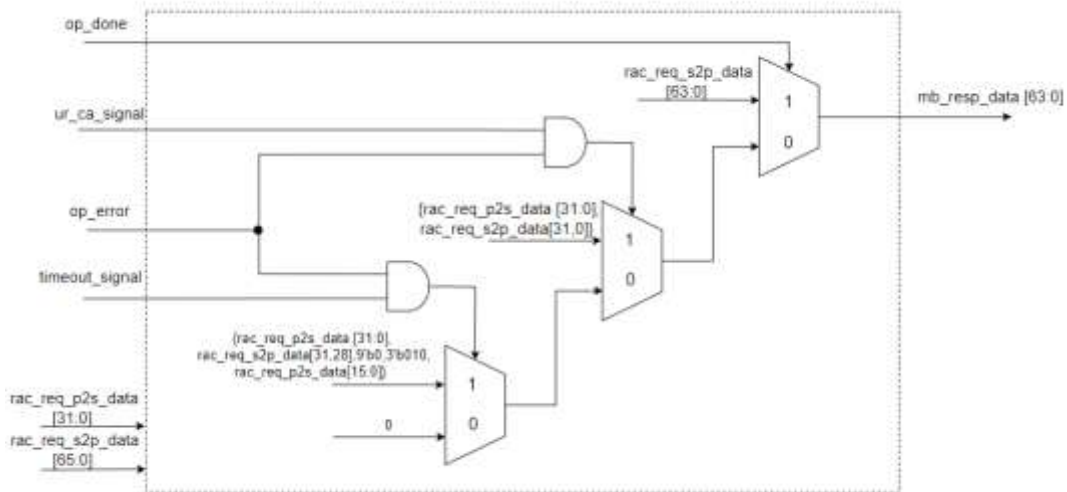 op_done
rac_req_s2p_data
[63:0]
1
mb_resp_data [63:0]
ur_ca_signal
0
{rac_req_p2s_data [31:0],
rac_req_s2p_data[31,0]}
op_error
1
0
timeout_signal
{rac_req_p2s_data [31:0],
rac_req_s2p_data[31,28],9'b0,3'b010,
rac_req_p2s_data[15:0]}
1
rac_req_p2s_data
[31:0]
0
0
rac_req_s2p_data
[65:0]